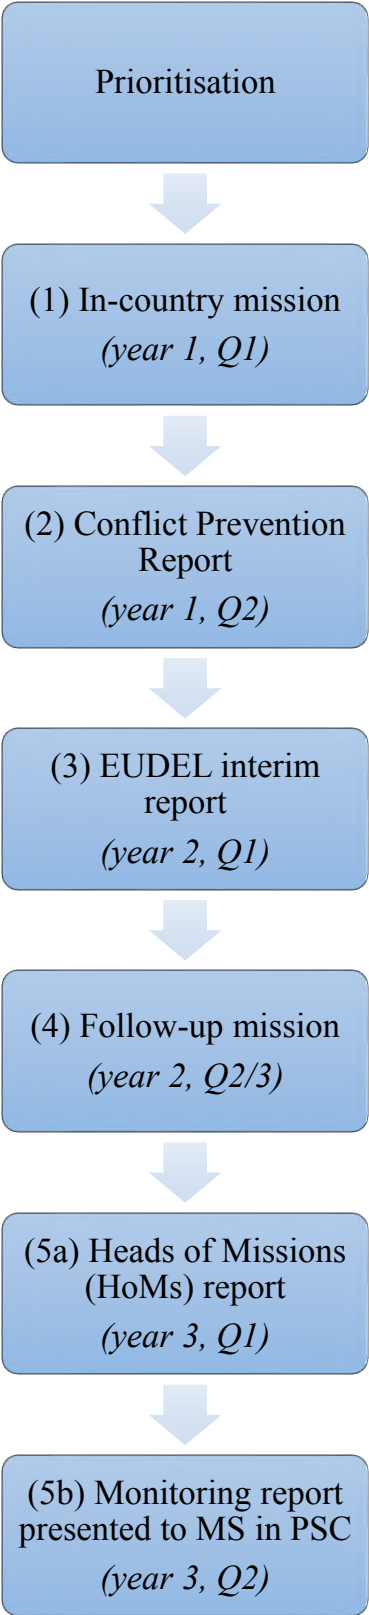 Prioritisation
(1) In-country mission
(year 1, Q1)
(2) Conflict Prevention
Report
(year 1, Q2)
(3) EUDEL interim
report
(year 2, Q1)
(4) Follow-up mission
(year 2, Q2/3)
(5a) Heads of Missions
(HoMs) report
(year 3, Q1)
(5b) Monitoring report
presented to MS in PSC
(year 3, Q2)